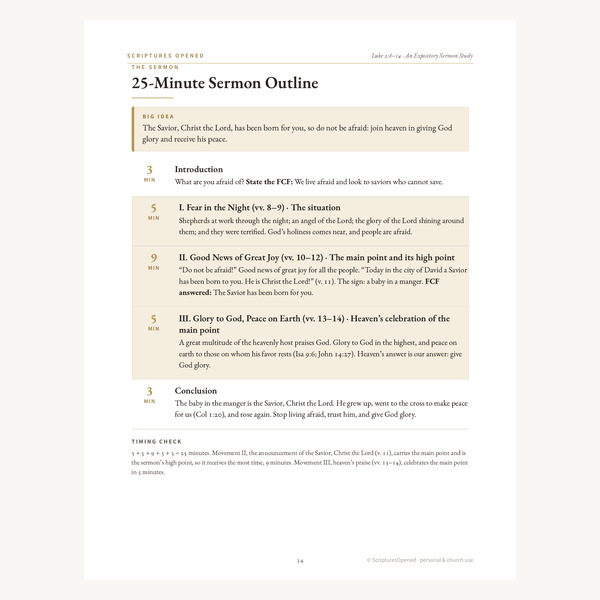 SCRIPTURES OPENED
Luke 2:8–14 · An Expository Sermon Study
THE SERMON
25-Minute Sermon Outline
BIG IDEA
The Savior, Christ the Lord, has been born for you, so do not be afraid: join heaven in giving God
glory and receive his peace.
3
MIN
Introduction
What are you afraid of? State the FCF: We live afraid and look to saviors who cannot save.
5
MIN
I. Fear in the Night (vv. 8–9) · The situation
Shepherds at work through the night; an angel of the Lord; the glory of the Lord shining around
them; and they were terrified. God's holiness comes near, and people are afraid.
9
MIN
II. Good News of Great Joy (vv. 10–12) · The main point and its high point
“Do not be afraid!” Good news of great joy for all the people. “Today in the city of David a Savior
has been born to you. He is Christ the Lord!” (v. 11). The sign: a baby in a manger. FCF
answered: The Savior has been born for you.
5
MIN
III. Glory to God, Peace on Earth (vv. 13–14) · Heaven's celebration of the
main point
A great multitude of the heavenly host praises God. Glory to God in the highest, and peace on
earth to those on whom his favor rests (Isa 9:6; John 14:27). Heaven's answer is our answer: give
God glory.
3
MIN
Conclusion
The baby in the manger is the Savior, Christ the Lord. He grew up, went to the cross to make peace
for us (Col 1:20), and rose again. Stop living afraid, trust him, and give God glory.
TIMING CHECK
3 + 5 + 9 + 5 + 3 = 25 minutes. Movement II, the announcement of the Savior, Christ the Lord (v. 11), carries the main point and is
the sermon's high point, so it receives the most time, 9 minutes. Movement III, heaven's praise (vv. 13–14), celebrates the main point
in 5 minutes.
34
© ScripturesOpened · personal & church use